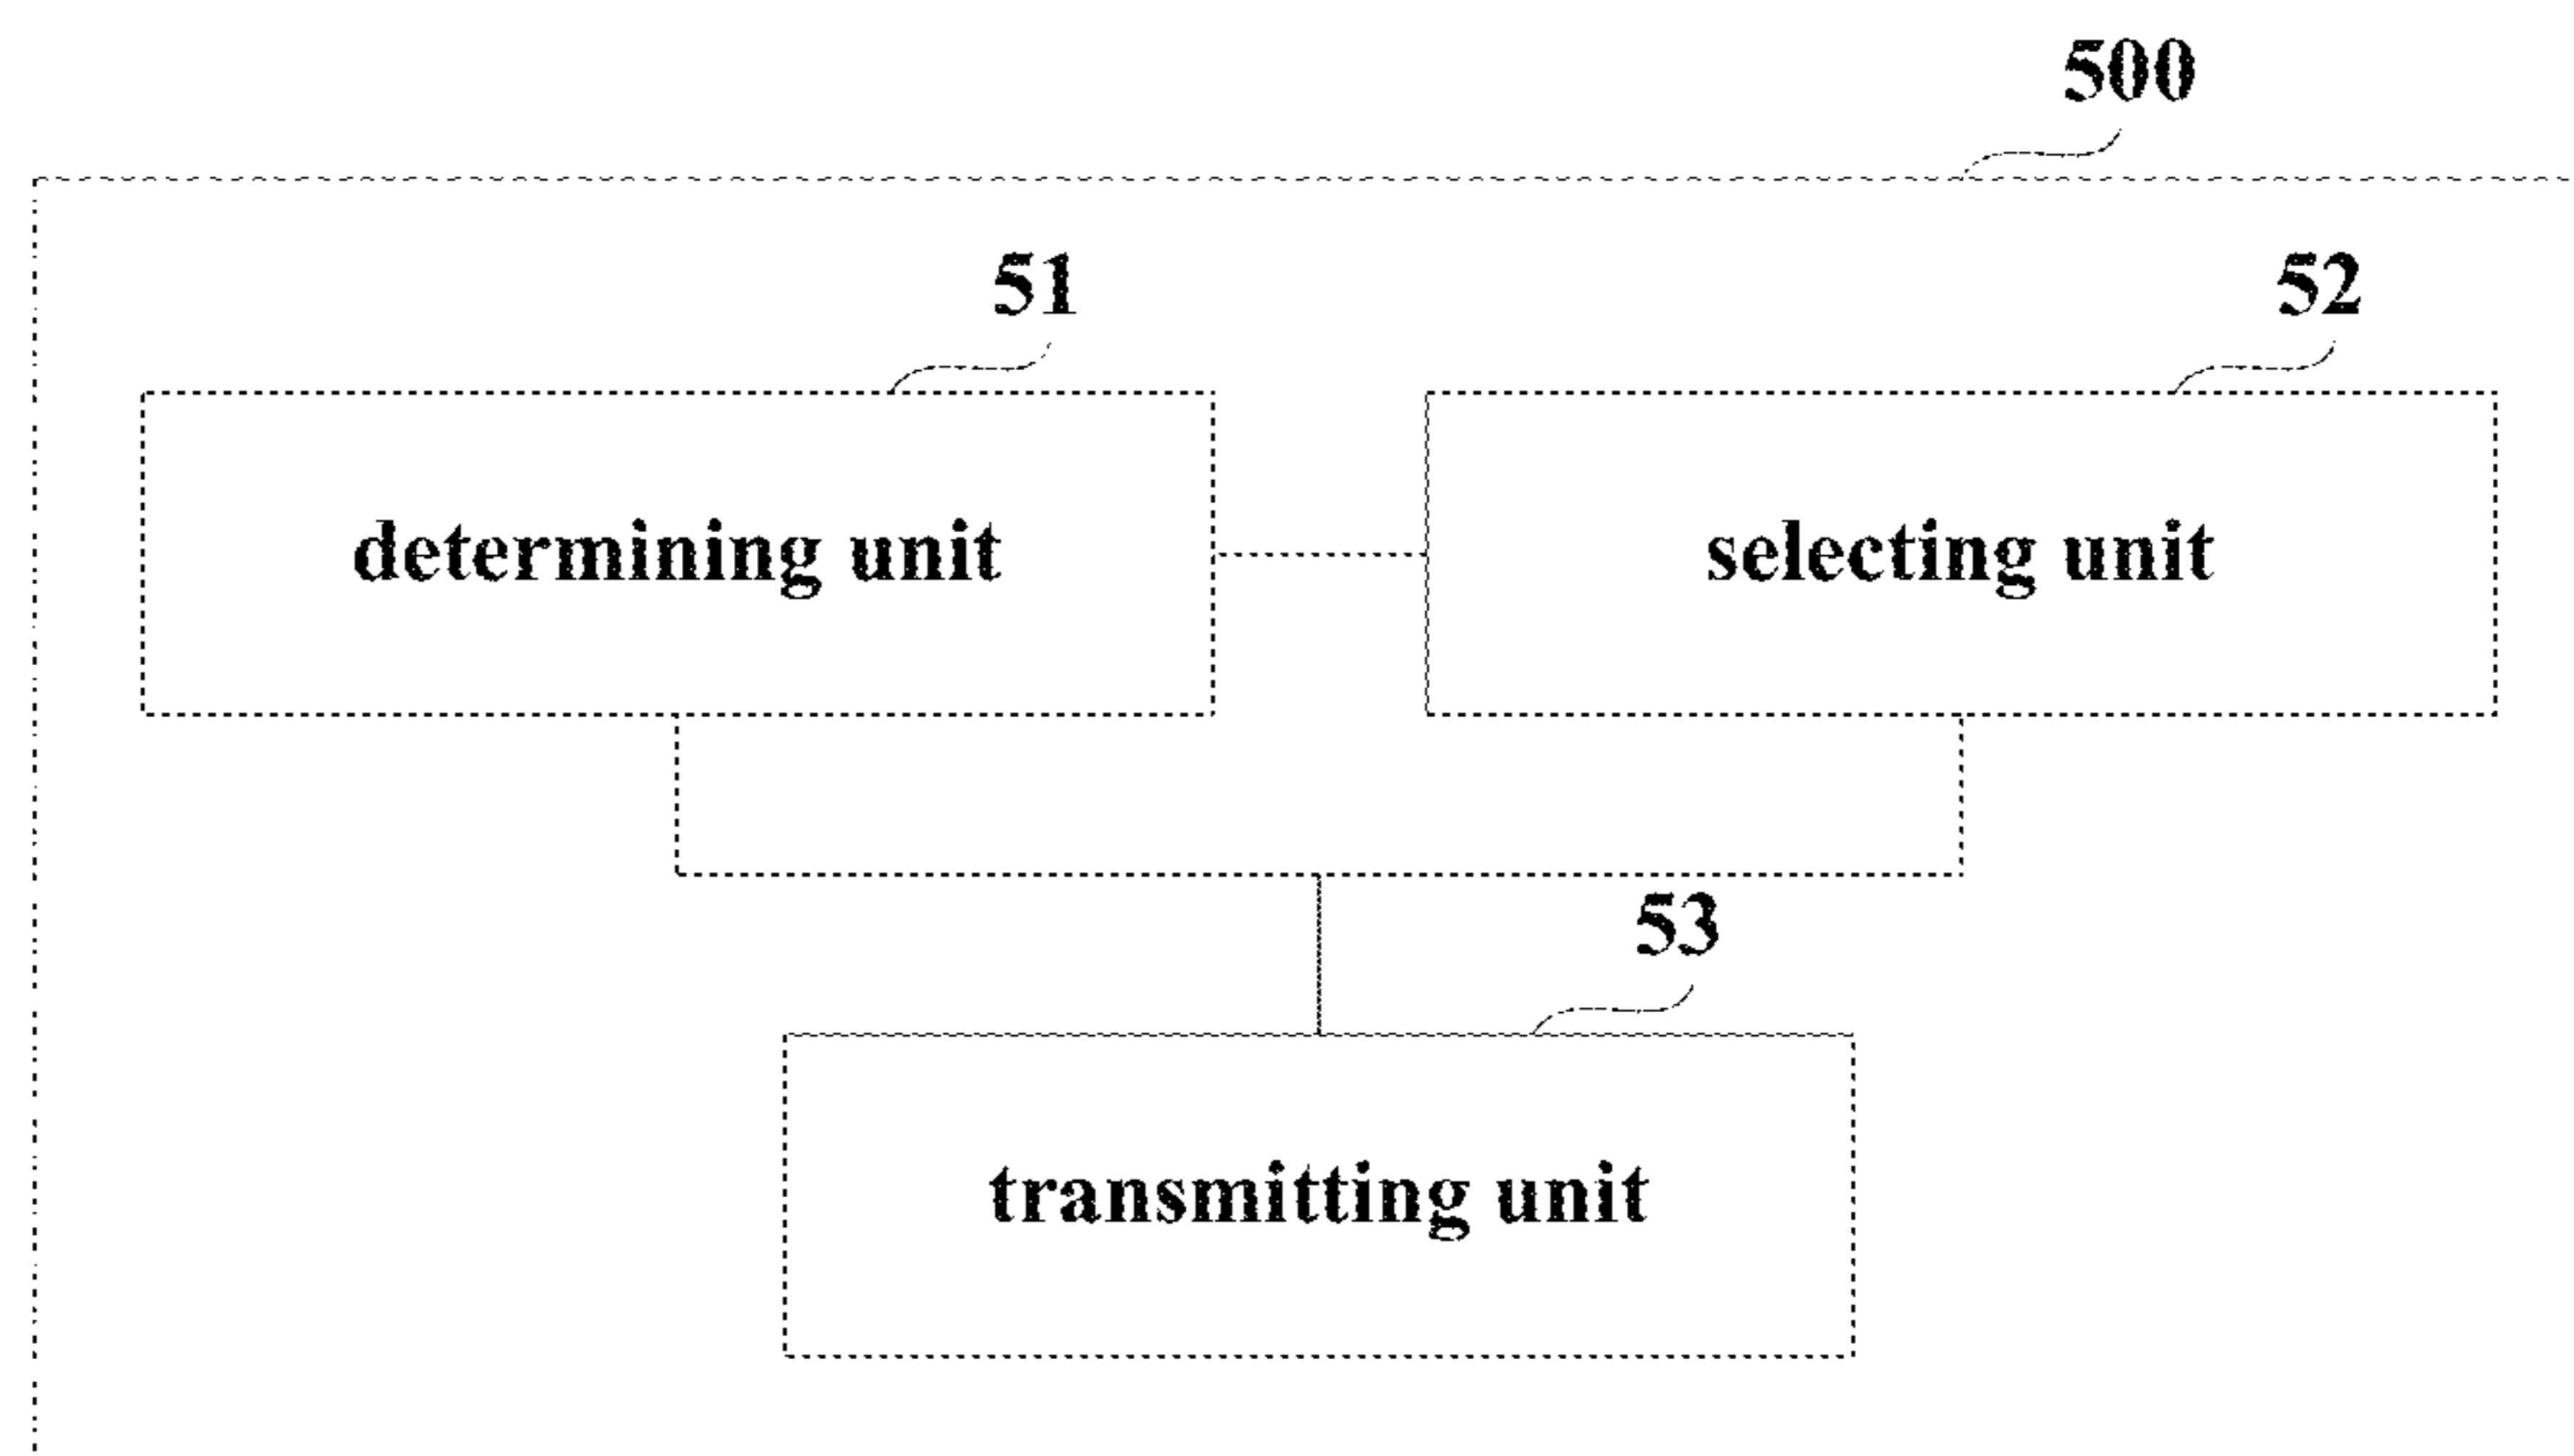 500
51
52
determining unit
selecting unit
53
transmitting unit